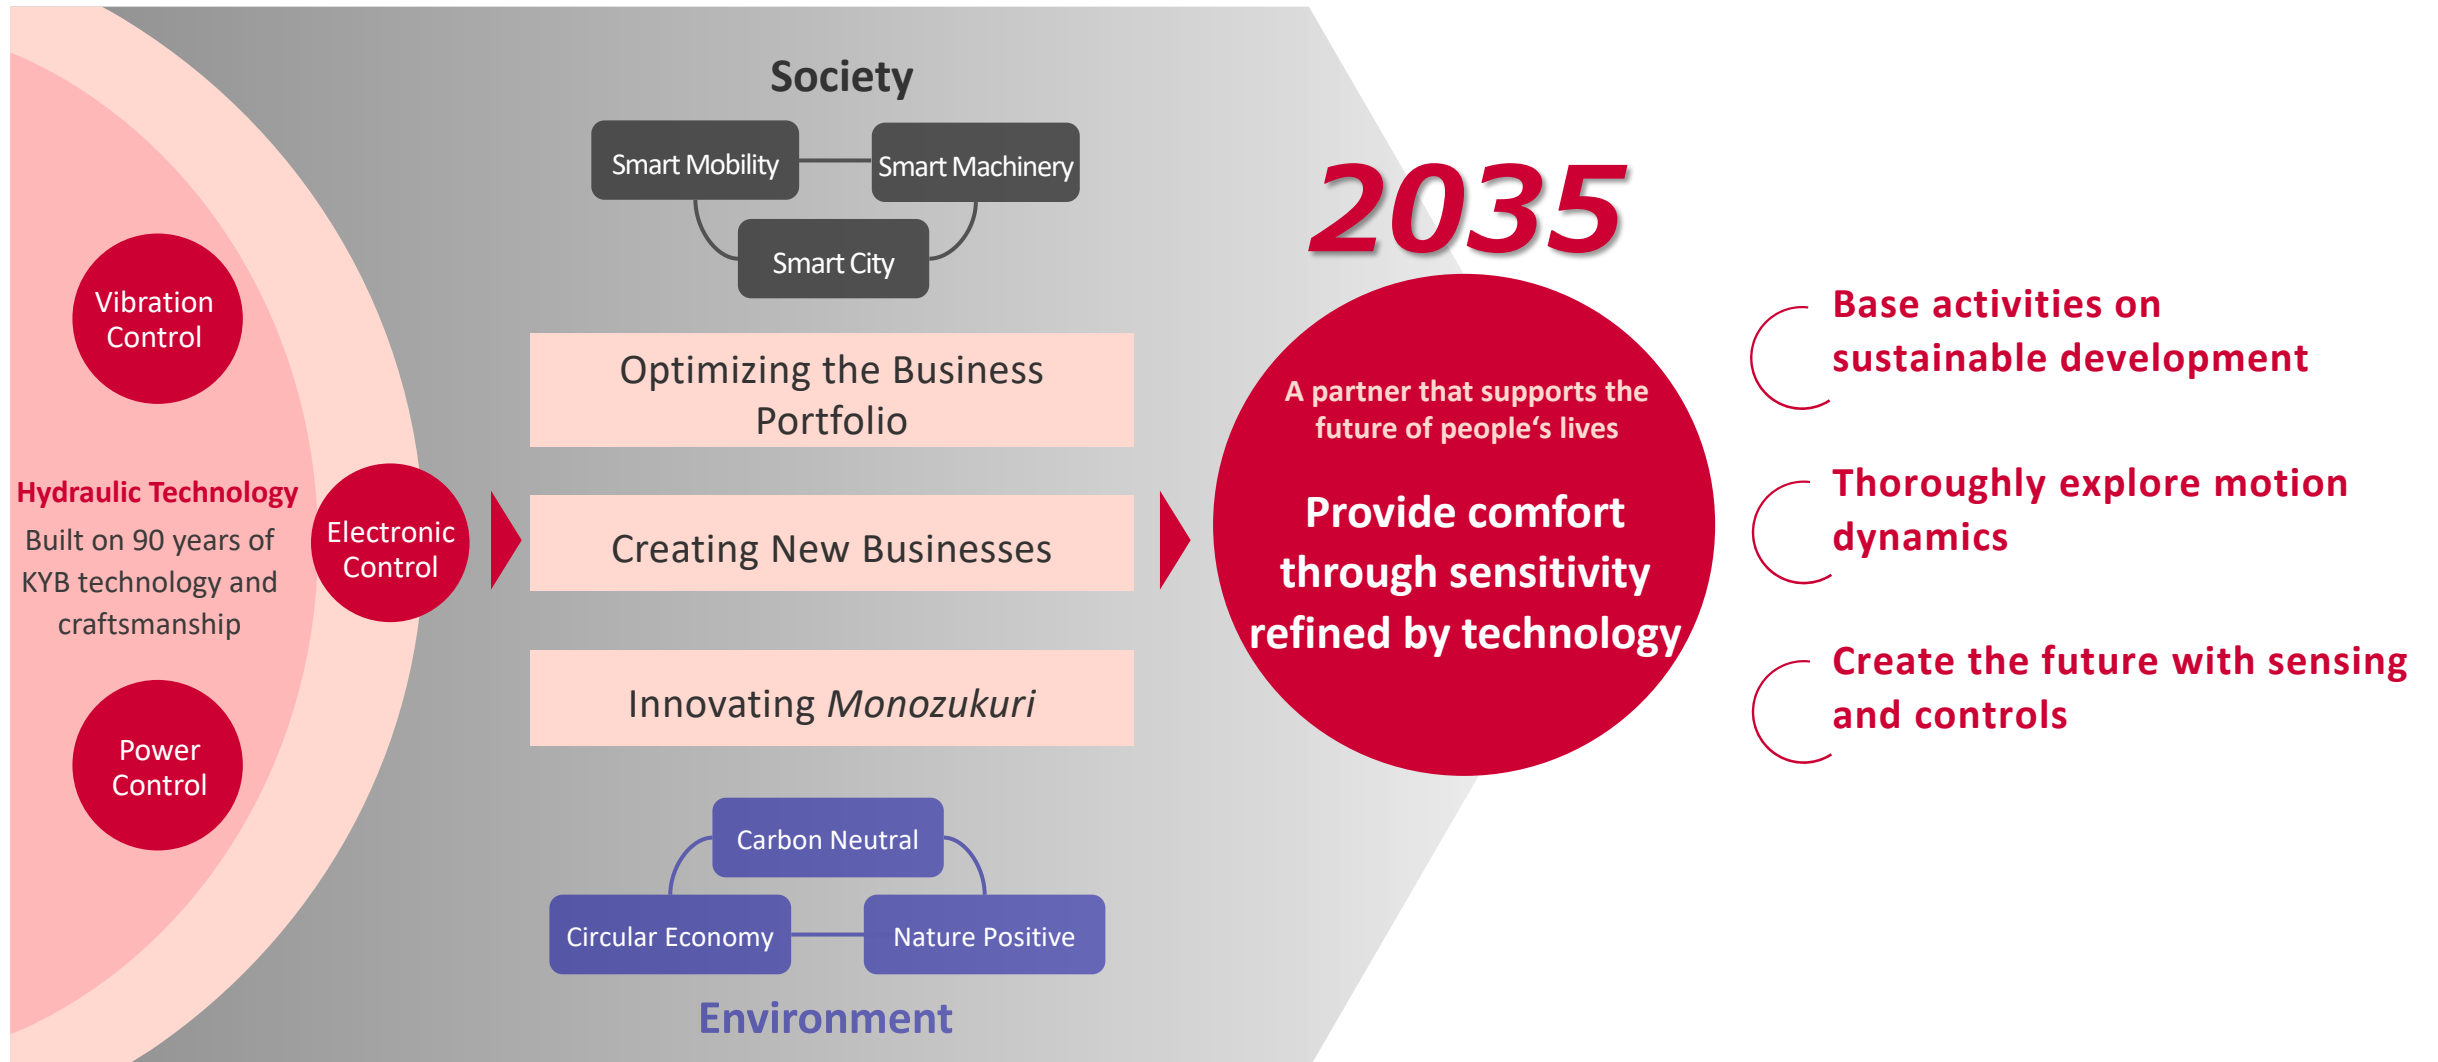 Vibration
Control
Hydraulic Technology
Built on 90 years of
KYB technology and
craftsmanship
Electronic
Control
Power
Control
Society
Smart Mobility
Smart Machinery
Smart City
Optimizing the Business
Portfolio
Creating New Businesses
Innovating Monozukuri
Carbon Neutral
Circular Economy
Nature Positive
Environment
2035
A partner that supports the
future of people‘s lives
Provide comfort
through sensitivity
refined by technology
Base activities on
sustainable development
Thoroughly explore motion
dynamics
Create the future with sensing
and controls